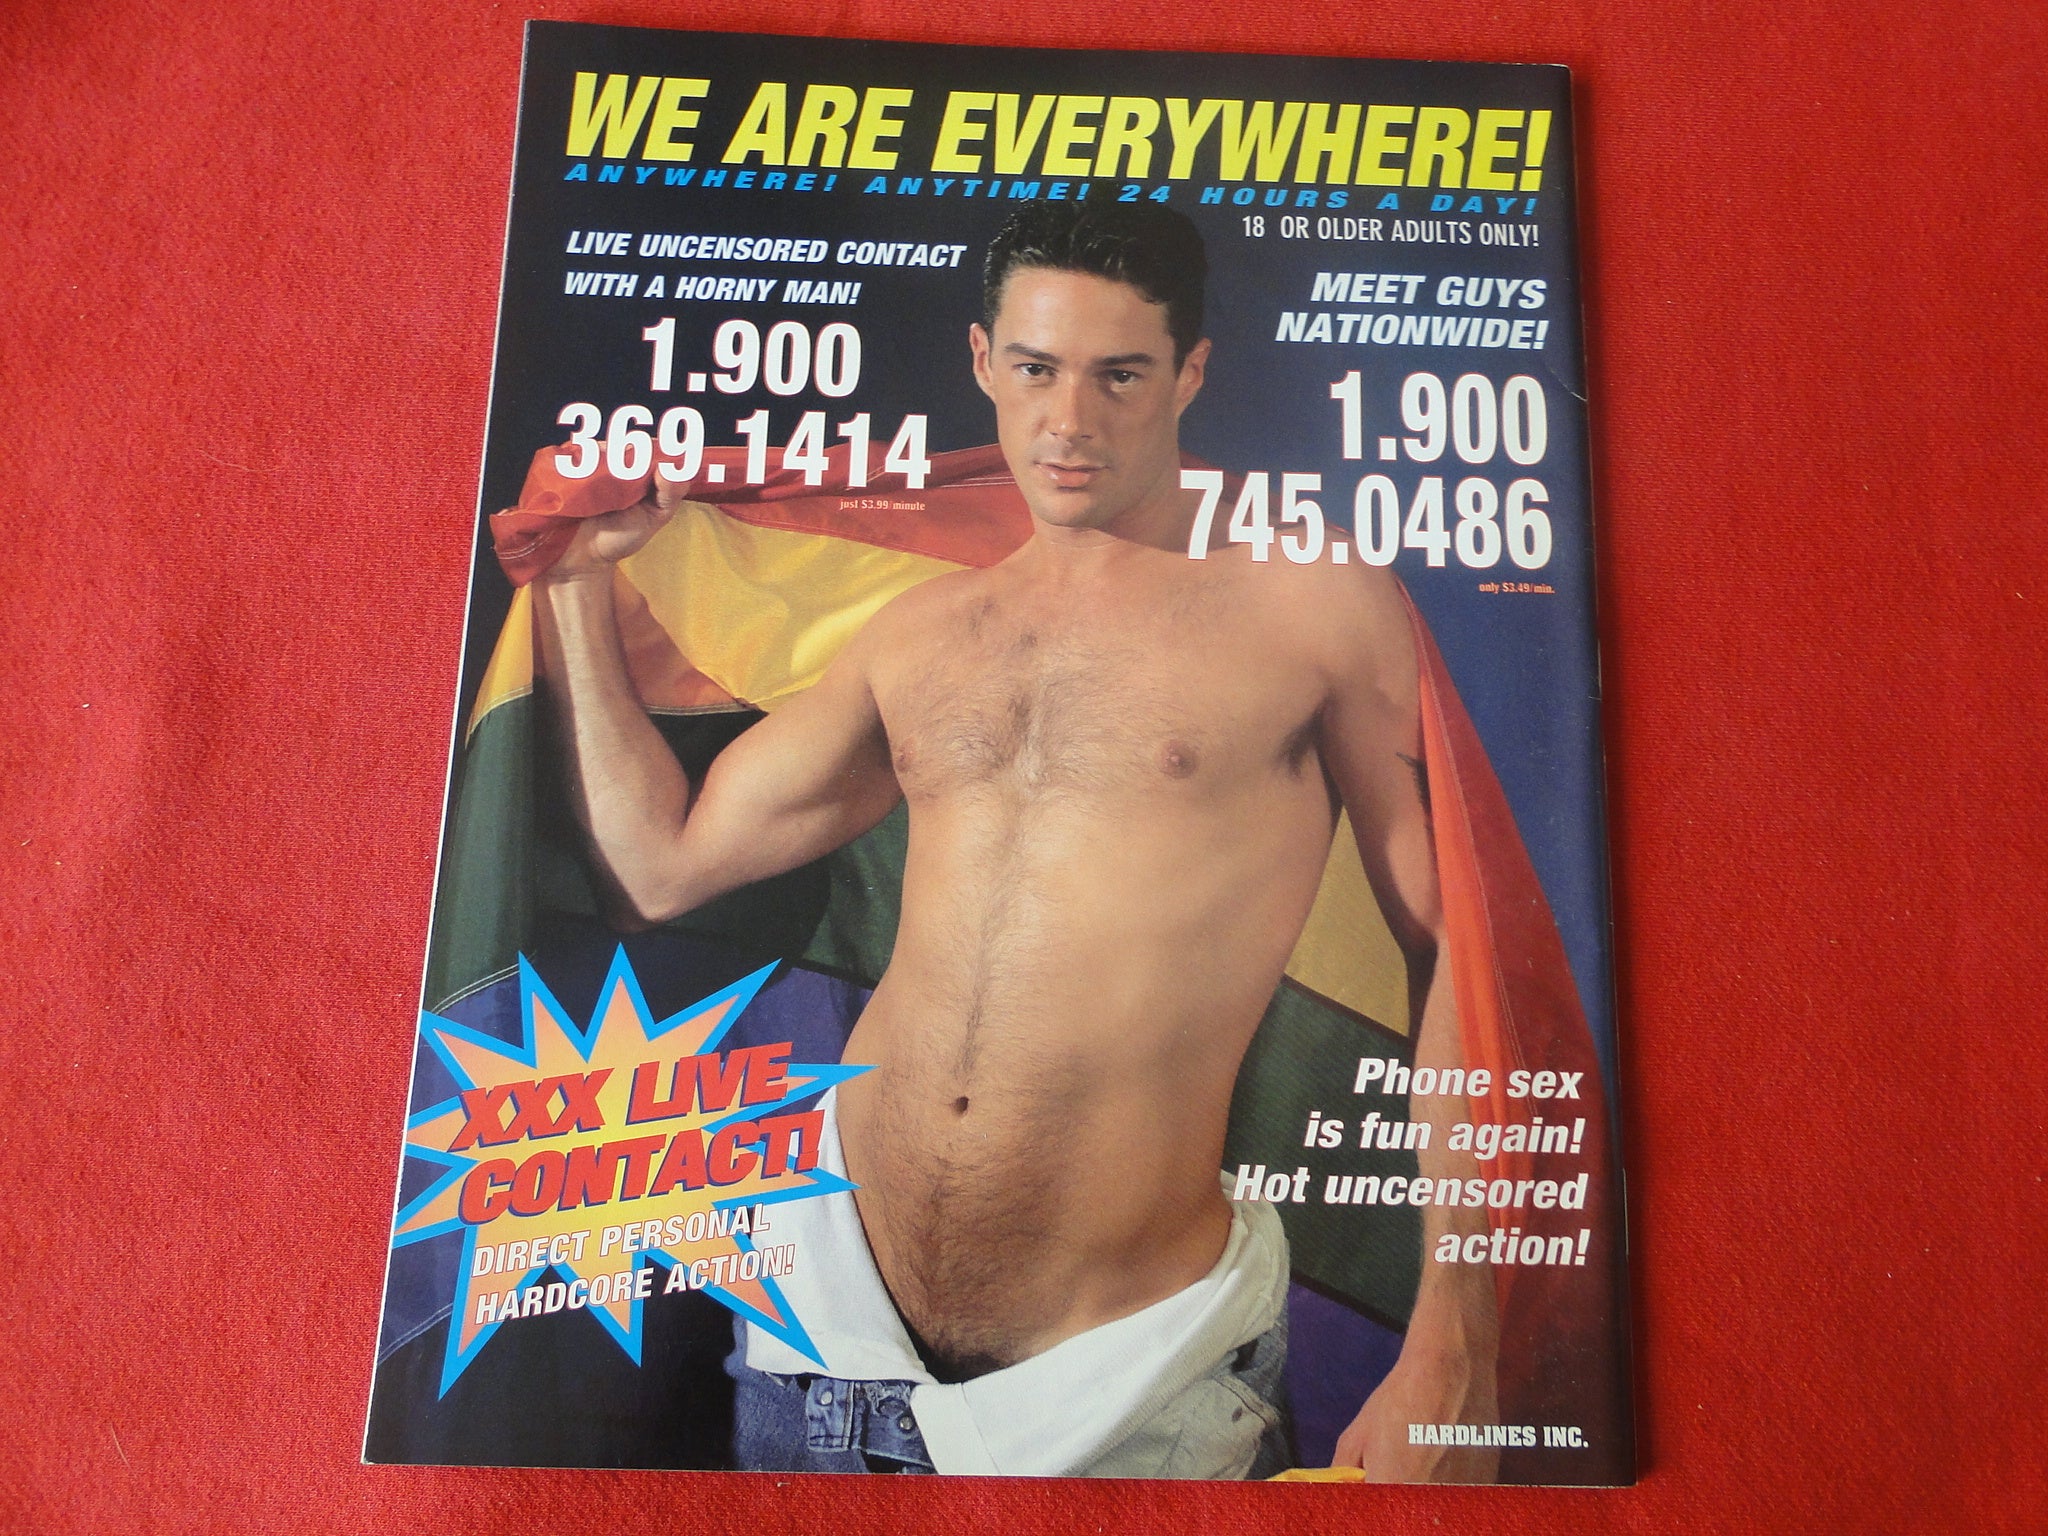 WE ARE EVERYWHERE!
ANYWHERE! ANYTIME! 24 HOURS A DAY!
18 OR OLDER ADULTS ONLY!
LIVE UNCENSORED CONTACT
WITH A HORNY MAN!
1.900
369.1414
just $3.99/minute
MEET GUYS
NATIONWIDE!
1.900
745.0486
only $3.49/min.
XXX LIVE
CONTACT!
DIRECT PERSONAL
HARDCORE ACTION!
Phone sex
is fun again!
Hot uncensored
action!
HARDLINES INC.